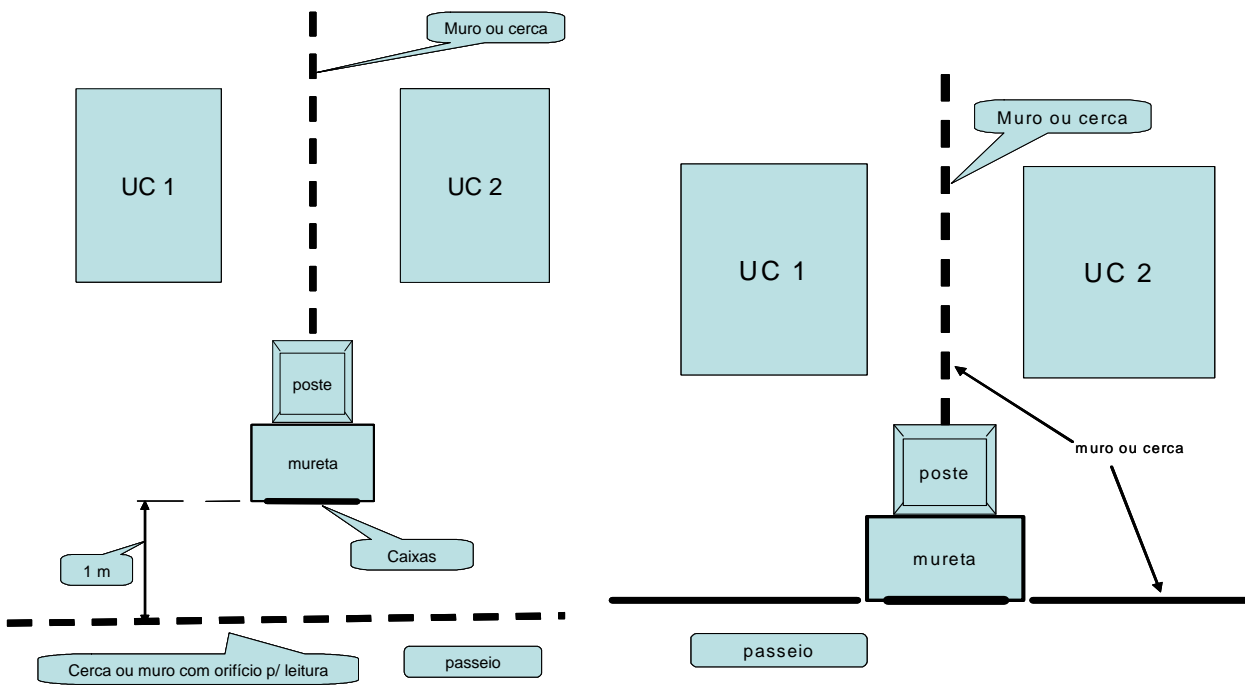 Muro ou cerca
UC 1
UC 2
poste
mureta
Caixas
1 m
Cerca ou muro com orifício p/ leitura
passeio
Muro ou cerca
UC 1
UC 2
muro ou cerca
poste
mureta
passeio